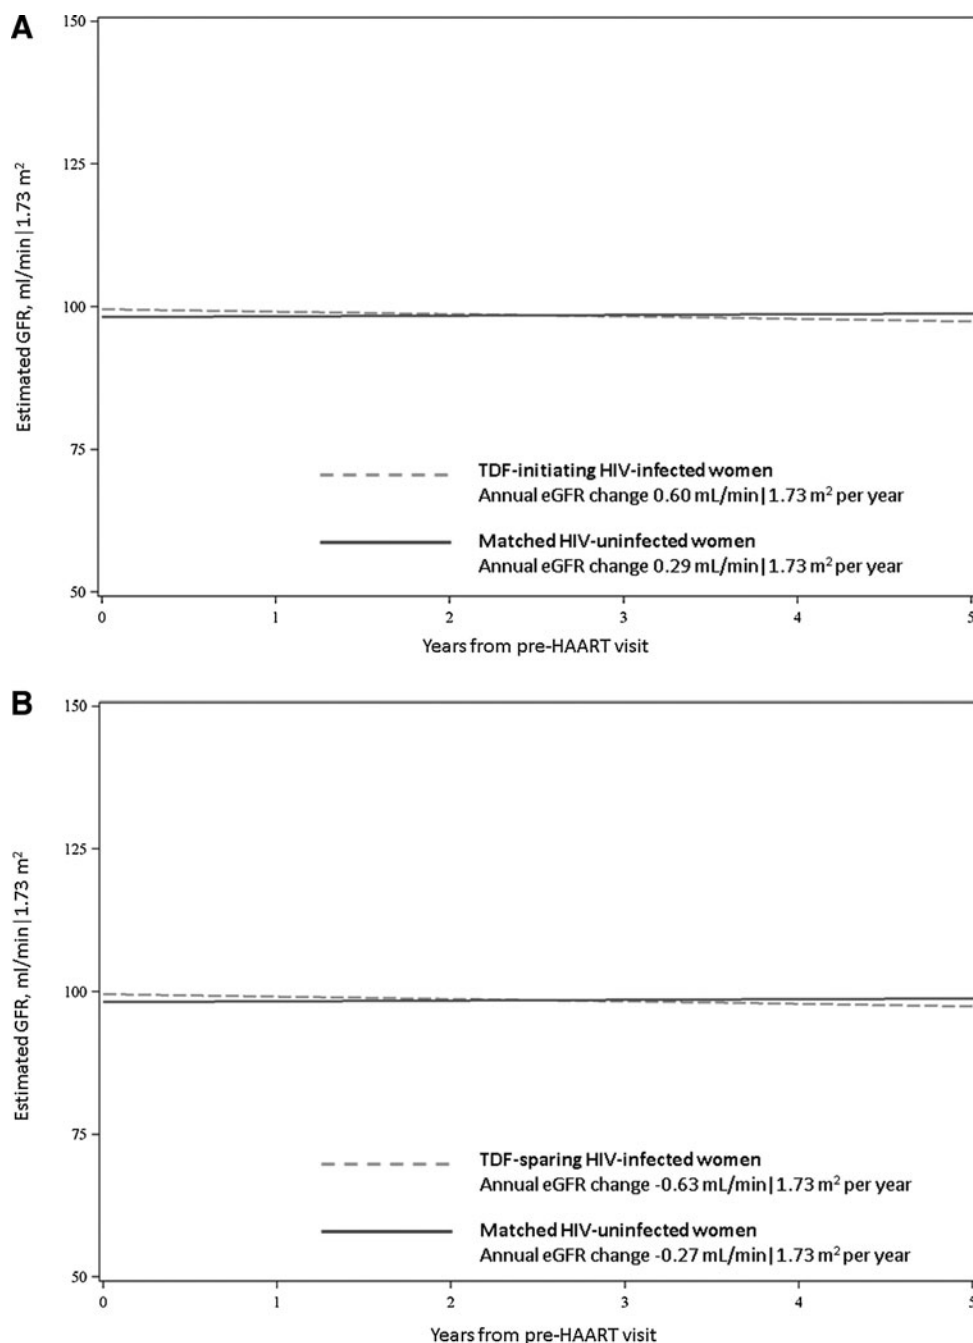 A
150
125
100
75
50
Estimated GFR, ml/min|1.73 m²
TDF-initiating HIV-infected women
Annual eGFR change 0.60 mL/min|1.73 m² per year
Matched HIV-uninfected women
Annual eGFR change 0.29 mL/min|1.73 m² per year
0 1 2 3 4 5
Years from pre-HAART visit
B
150
125
100
75
50
Estimated GFR, ml/min|1.73 m²
TDF-sparing HIV-infected women
Annual eGFR change -0.63 mL/min|1.73 m² per year
Matched HIV-uninfected women
Annual eGFR change -0.27 mL/min|1.73 m² per year
0 1 2 3 4 5
Years from pre-HAART visit